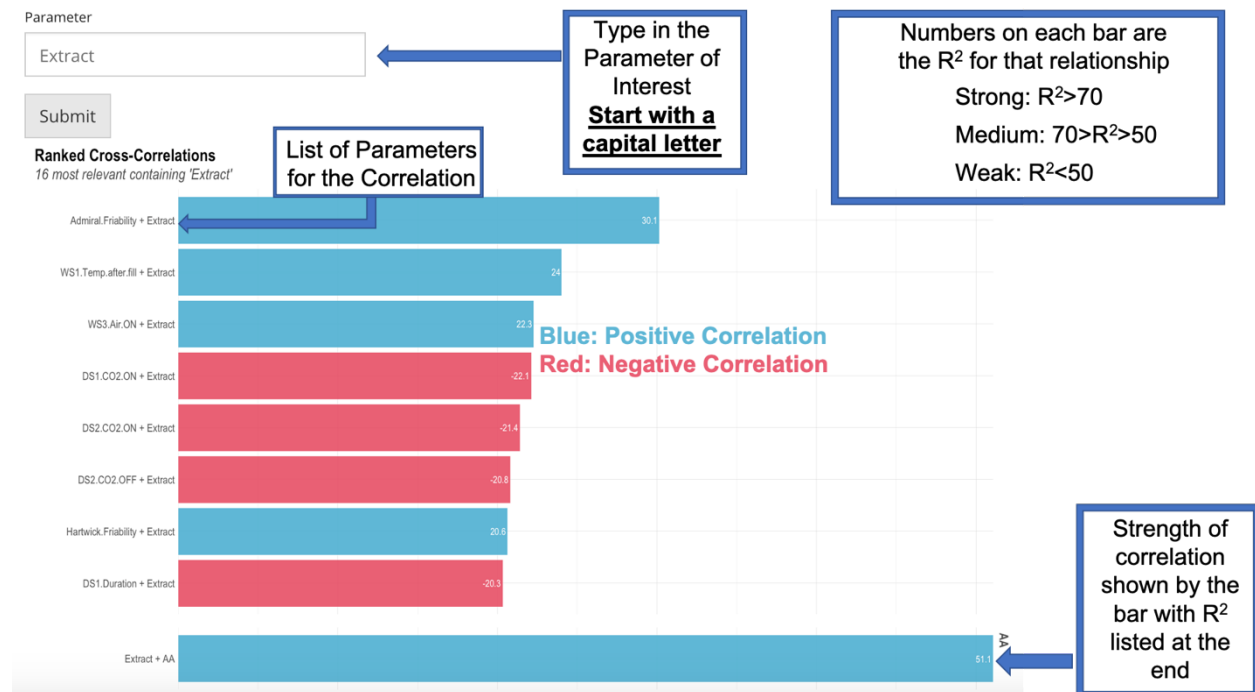 Parameter
Extract
Submit
Type in the
Parameter of
Interest
Start with a
capital letter
Numbers on each bar are
the R² for that relationship
Strong: R²>70
Medium: 70>R²>50
Weak: R²<50
Ranked Cross-Correlations
16 most relevant containing 'Extract'
List of Parameters
for the Correlation
Admiral.Friability + Extract
30.1
WS1.Temp.after.fill + Extract
24
WS3.Air.ON + Extract
22.3
Blue: Positive Correlation
Red: Negative Correlation
DS1.CO2.ON + Extract
-22.1
DS2.CO2.ON + Extract
-21.4
DS2.CO2.OFF + Extract
-20.8
Hartwick.Friability + Extract
20.6
DS1.Duration + Extract
-20.3
Extract + AA
51.1
AA
Strength of
correlation
shown by the
bar with R²
listed at the
end